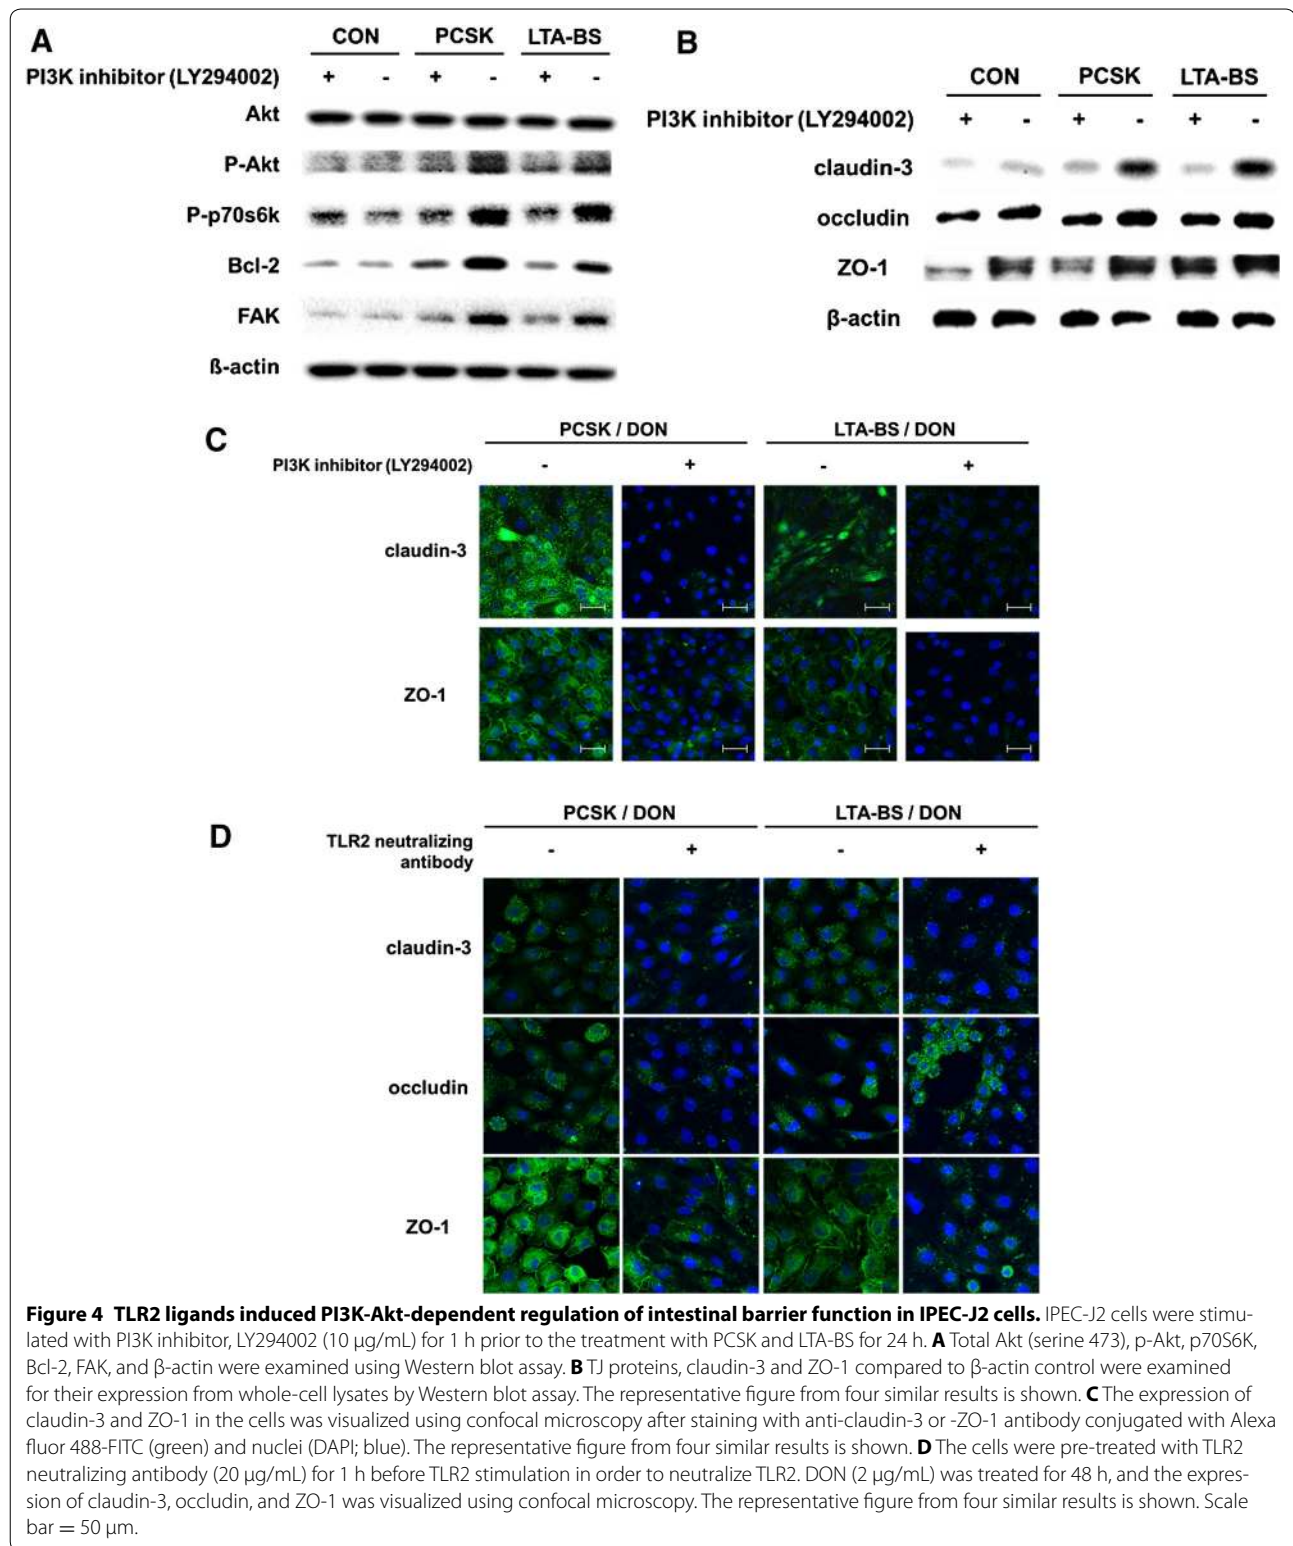 A
CON PCSK LTA-BS
PI3K inhibitor (LY294002) + - + - + -
Akt
P-Akt
P-p70s6k
Bcl-2
FAK
ß-actin
B
CON PCSK LTA-BS
PI3K inhibitor (LY294002) + - + - + -
claudin-3
occludin
ZO-1
β-actin
C
PCSK / DON LTA-BS / DON
PI3K inhibitor (LY294002) - + - +
claudin-3
ZO-1
D
PCSK / DON LTA-BS / DON
TLR2 neutralizing
antibody - + - +
claudin-3
occludin
ZO-1
Figure 4 TLR2 ligands induced PI3K-Akt-dependent regulation of intestinal barrier function in IPEC-J2 cells. IPEC-J2 cells were stimu-
lated with PI3K inhibitor, LY294002 (10 μg/mL) for 1 h prior to the treatment with PCSK and LTA-BS for 24 h. A Total Akt (serine 473), p-Akt, p70S6K,
Bcl-2, FAK, and β-actin were examined using Western blot assay. B TJ proteins, claudin-3 and ZO-1 compared to β-actin control were examined
for their expression from whole-cell lysates by Western blot assay. The representative figure from four similar results is shown. C The expression of
claudin-3 and ZO-1 in the cells was visualized using confocal microscopy after staining with anti-claudin-3 or -ZO-1 antibody conjugated with Alexa
fluor 488-FITC (green) and nuclei (DAPI; blue). The representative figure from four similar results is shown. D The cells were pre-treated with TLR2
neutralizing antibody (20 μg/mL) for 1 h before TLR2 stimulation in order to neutralize TLR2. DON (2 μg/mL) was treated for 48 h, and the expres-
sion of claudin-3, occludin, and ZO-1 was visualized using confocal microscopy. The representative figure from four similar results is shown. Scale
bar = 50 μm.